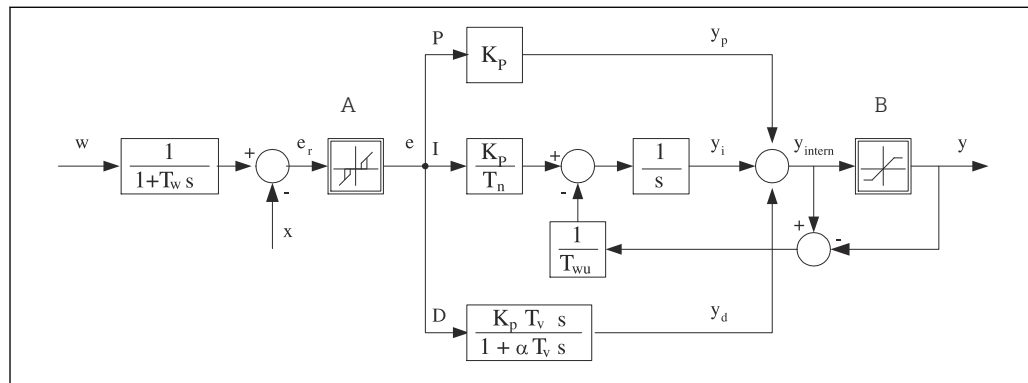 P
y_p
K_P
A
B
w
1
1+T_w s
+
e_r
-
x
e
I
K_P
T_n
+
-
1
s
y_i
y_intern
y
+
-
1
T_wu
D
K_p T_v s
1 + α T_v s
y_d